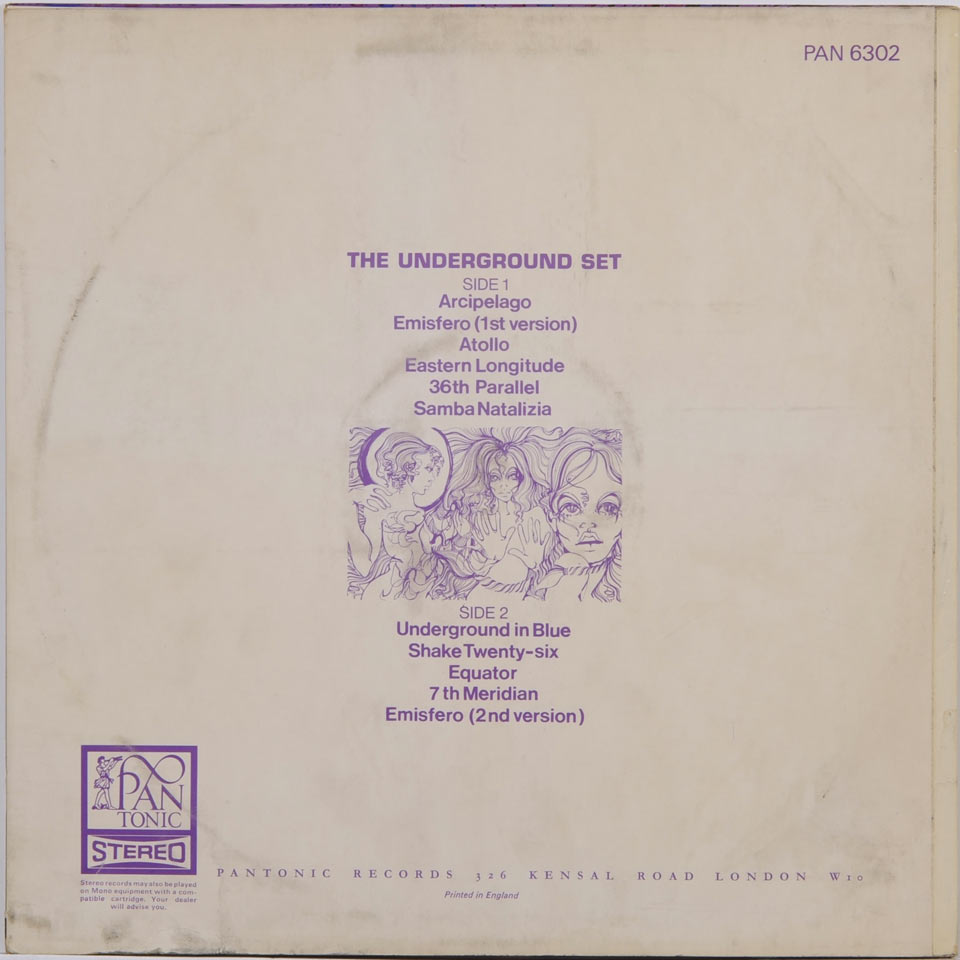 PAN 6302
THE UNDERGROUND SET
SIDE 1
Arcipelago
Emisfero (1st version)
Atollo
Eastern Longitude
36th Parallel
Samba Natalizia
SIDE 2
Underground in Blue
Shake Twenty-six
Equator
7th Meridian
Emisfero (2nd version)
PAN
TONIC
STEREO
Stereo records may also be played
on Mono equipment with a com-
patible cartridge. Your dealer
will advise you.
PANTONIC RECORDS 326 KENSAL ROAD LONDON W10
Printed in England